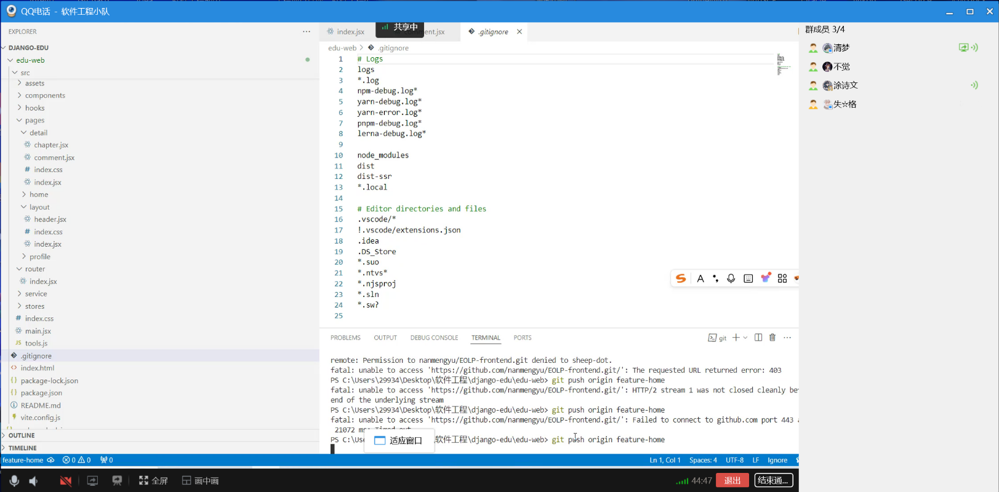 QQ电话 - 软件工程小队
EXPLORER
DJANGO-EDU
edu-web
src
assets
components
hooks
pages
detail
chapter.jsx
comment.jsx
index.css
index.jsx
home
layout
header.jsx
index.css
index.jsx
profile
router
index.jsx
service
stores
index.css
main.jsx
tools.js
.gitignore
index.html
package-lock.json
package.json
README.md
vite.config.js
OUTLINE
TIMELINE
index.jsx
共享中
ment.jsx
.gitignore
edu-web > .gitignore
1 # Logs
2 logs
3 *.log
4 npm-debug.log*
5 yarn-debug.log*
6 yarn-error.log*
7 pnpm-debug.log*
8 lerna-debug.log*
9
10 node_modules
11 dist
12 dist-ssr
13 *.local
14
15 # Editor directories and files
16 .vscode/*
17 !.vscode/extensions.json
18 .idea
19 .DS_Store
20 *.suo
21 *.ntvs*
22 *.njsproj
23 *.sln
24 *.sw?
25
PROBLEMS OUTPUT DEBUG CONSOLE TERMINAL PORTS
git
remote: Permission to nanmengyu/EOLP-frontend.git denied to sheep-dot.
fatal: unable to access 'https://github.com/nanmengyu/EOLP-frontend.git/': The requested URL returned error: 403
PS C:\Users\29934\Desktop\软件工程\django-edu\edu-web> git push origin feature-home
fatal: unable to access 'https://github.com/nanmengyu/EOLP-frontend.git/': HTTP/2 stream 1 was not closed cleanly be
end of the underlying stream
PS C:\Users\29934\Desktop\软件工程\django-edu\edu-web> git push origin feature-home
fatal: unable to access 'https://github.com/nanmengyu/EOLP-frontend.git/': Failed to connect to github.com port 443 a
21072 ms: Timed out
PS C:\Use
软件工程\django-edu\edu-web> git push origin feature-home
适应窗口
feature-home 0 0 0
Ln 1, Col 1 Spaces: 4 UTF-8 LF Ignore
全屏 画中画
44:47 退出 结束通...
群成员 3/4
清梦
不觉
涂诗文
失☆格